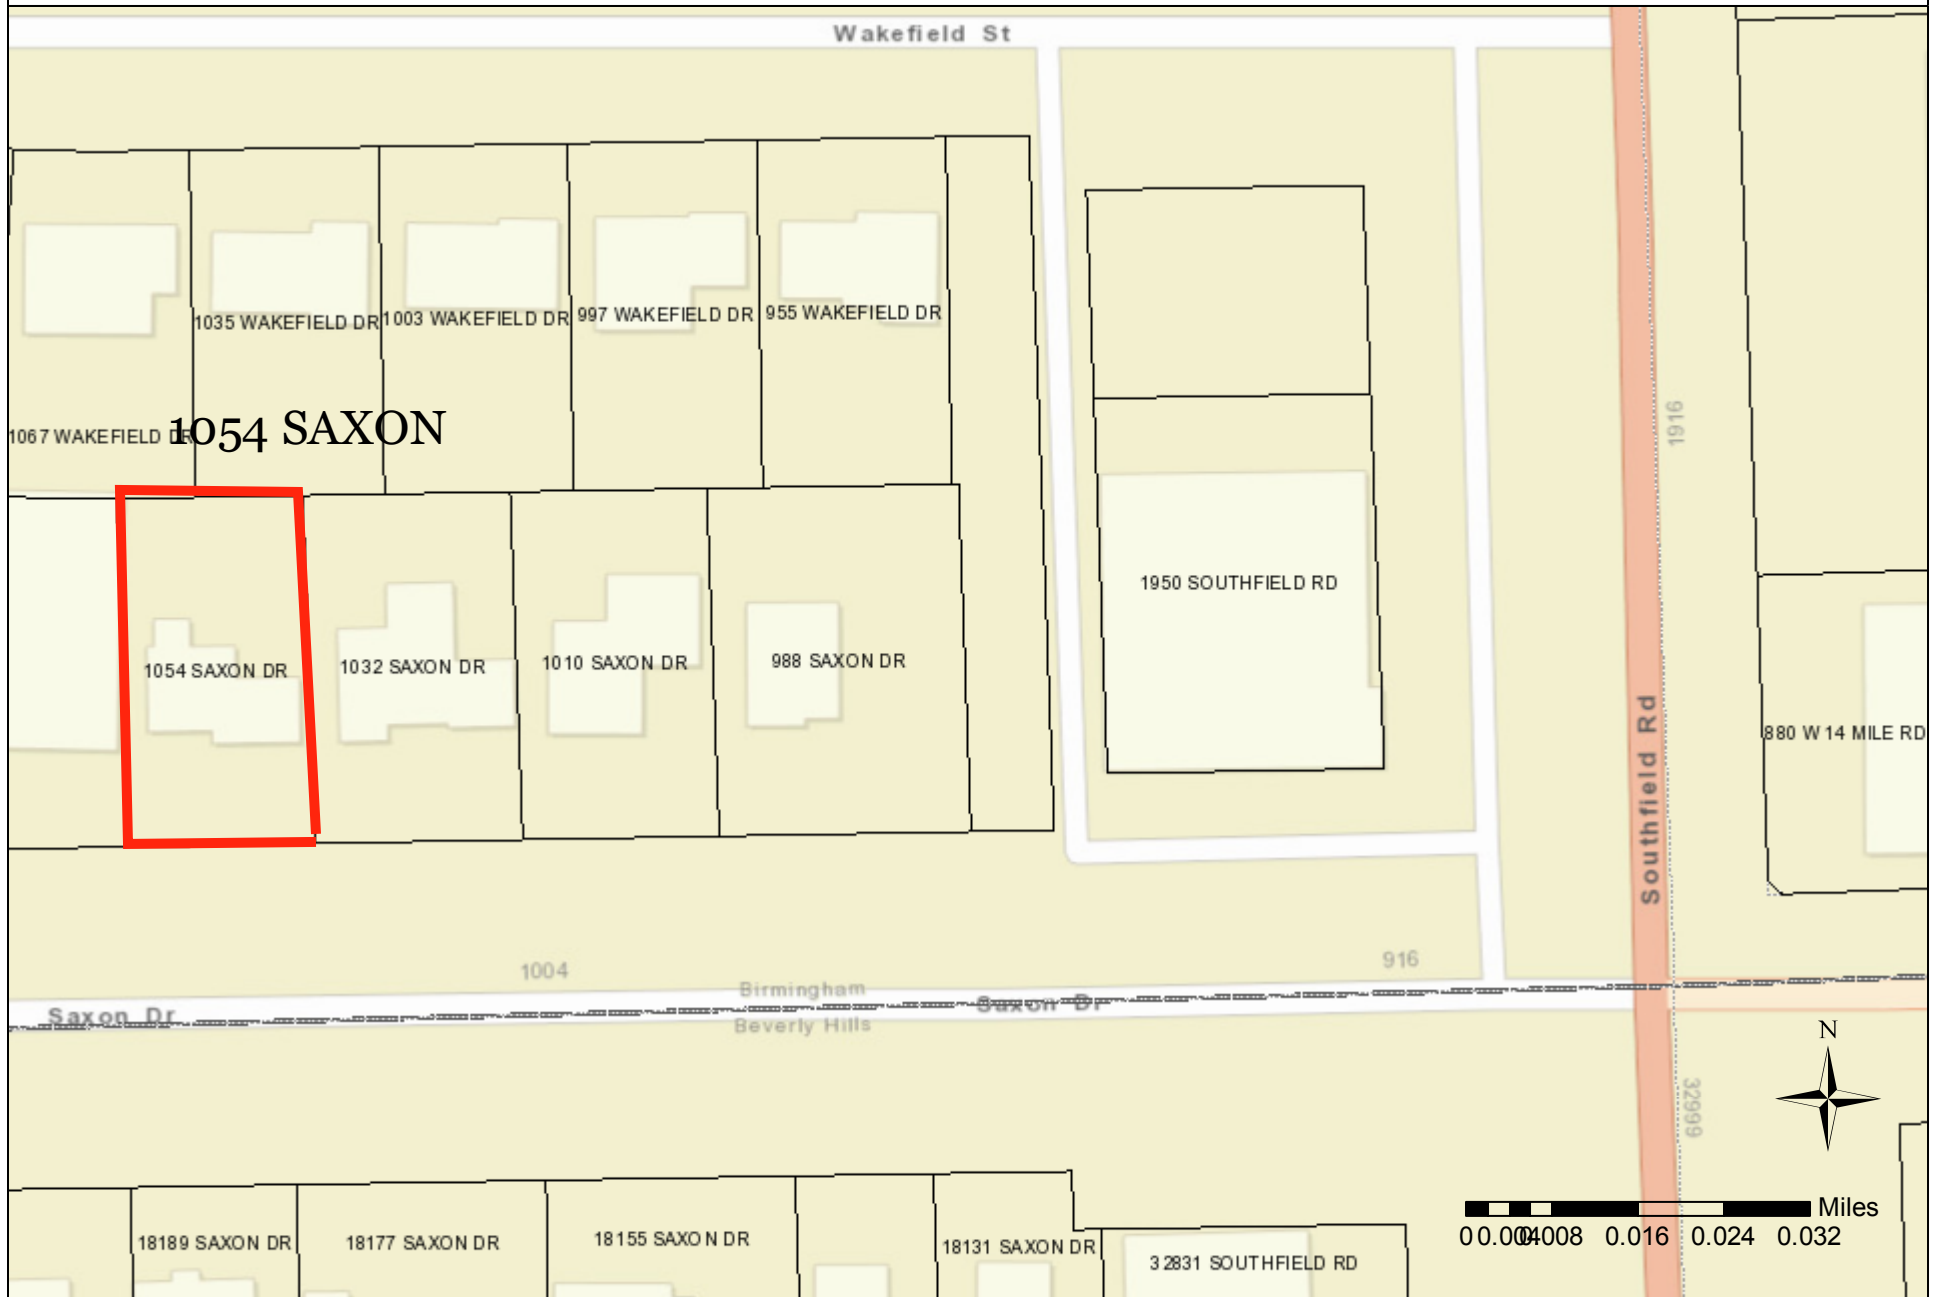 Wakefield St
1035 WAKEFIELD DR
1003 WAKEFIELD DR
997 WAKEFIELD DR
955 WAKEFIELD DR
1067 WAKEFIELD DR
1054 SAXON
1916
1950 SOUTHFIELD RD
1054 SAXON DR
1032 SAXON DR
1010 SAXON DR
988 SAXON DR
880 W 14 MILE RD
Southfield Rd
1004
916
Birmingham
Saxon Dr
Saxon Dr
Beverly Hills
N
32999
18189 SAXON DR
18177 SAXON DR
18155 SAXON DR
18131 SAXON DR
32831 SOUTHFIELD RD
Miles
0 0.004 0.008 0.016 0.024 0.032